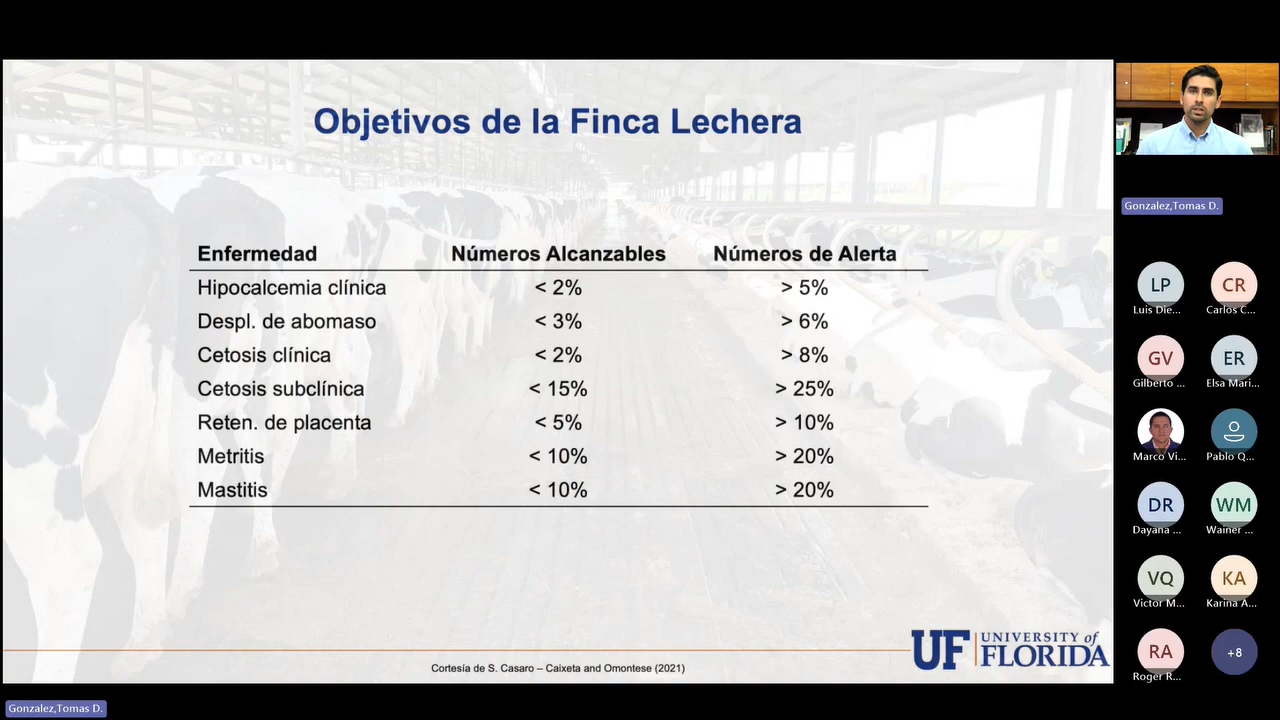 Objetivos de la Finca Lechera
Enfermedad Números Alcanzables Números de Alerta
Hipocalcemia clínica < 2% > 5%
Despl. de abomaso < 3% > 6%
Cetosis clínica < 2% > 8%
Cetosis subclínica < 15% > 25%
Reten. de placenta < 5% > 10%
Metritis < 10% > 20%
Mastitis < 10% > 20%
Cortesía de S. Casaro – Caixeta and Omontese (2021)
UF UNIVERSITY of
FLORIDA
Gonzalez,Tomas D.
Gonzalez,Tomas D.
LP CR
Luis Die... Carlos C...
GV ER
Gilberto ... Elsa Mari...
Marco Vi... Pablo Q...
DR WM
Dayana ... Wainer ...
VQ KA
Victor M... Karina A...
RA +8
Roger R...